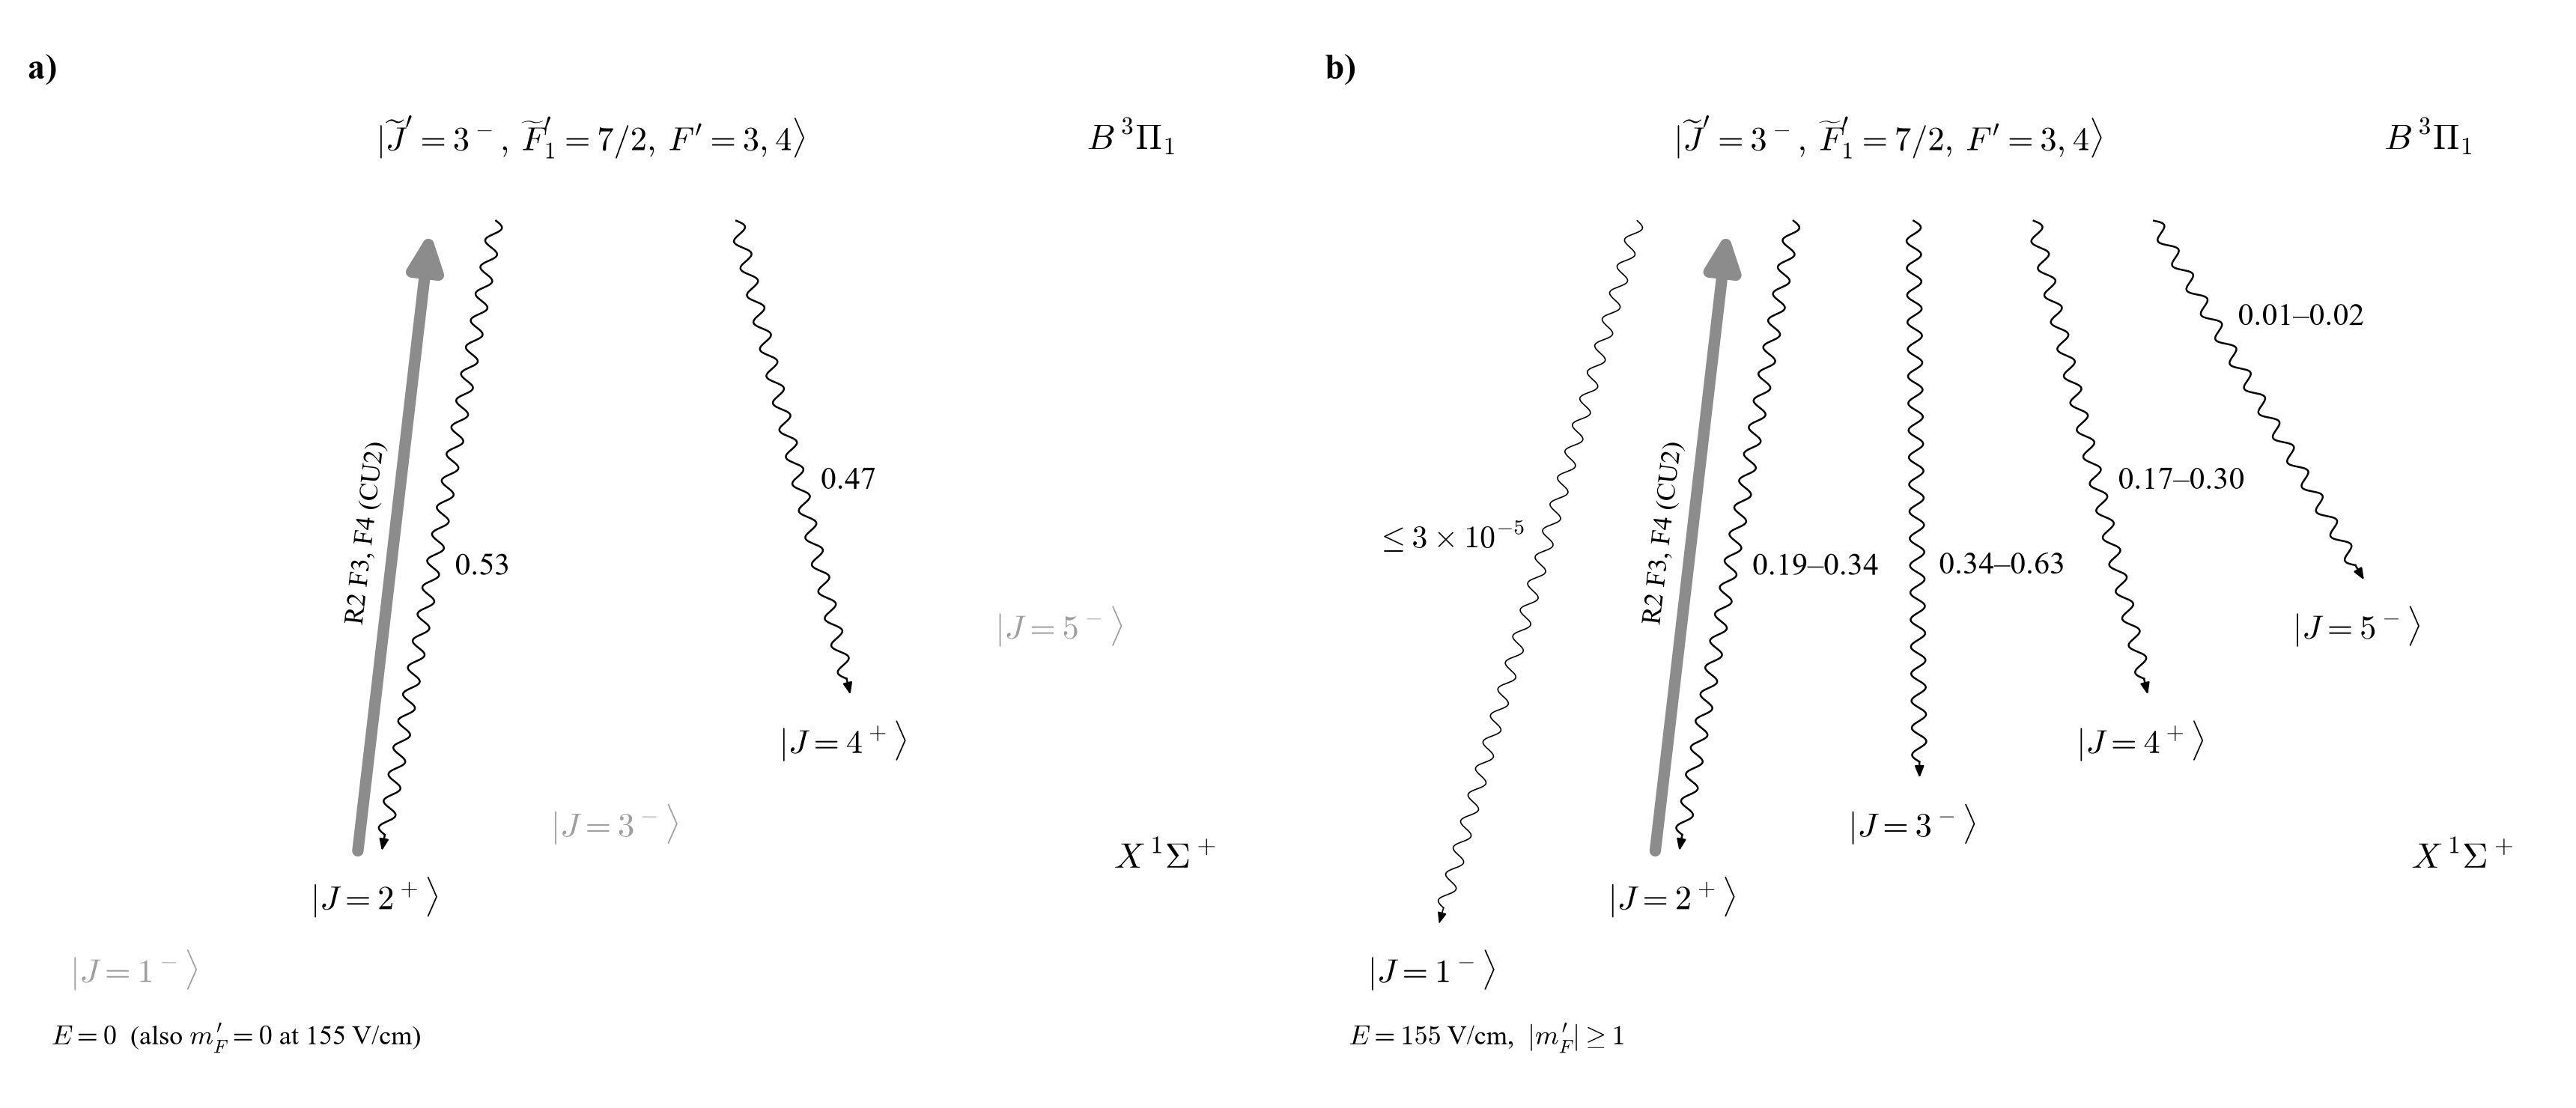 a)
|J̃′ = 3⁻, F̃′₁ = 7/2, F′ = 3, 4⟩
B ³Π₁
R2 F3, F4 (CU2)
0.53
0.47
|J = 5⁻⟩
|J = 4⁺⟩
|J = 3⁻⟩
X ¹Σ⁺
|J = 2⁺⟩
|J = 1⁻⟩
E = 0 (also m′_F = 0 at 155 V/cm)
b)
|J̃′ = 3⁻, F̃′₁ = 7/2, F′ = 3, 4⟩
B ³Π₁
0.01–0.02
R2 F3, F4 (CU2)
0.17–0.30
≤ 3 × 10⁻⁵
0.19–0.34
0.34–0.63
|J = 5⁻⟩
|J = 4⁺⟩
|J = 3⁻⟩
X ¹Σ⁺
|J = 2⁺⟩
|J = 1⁻⟩
E = 155 V/cm, |m′_F| ≥ 1